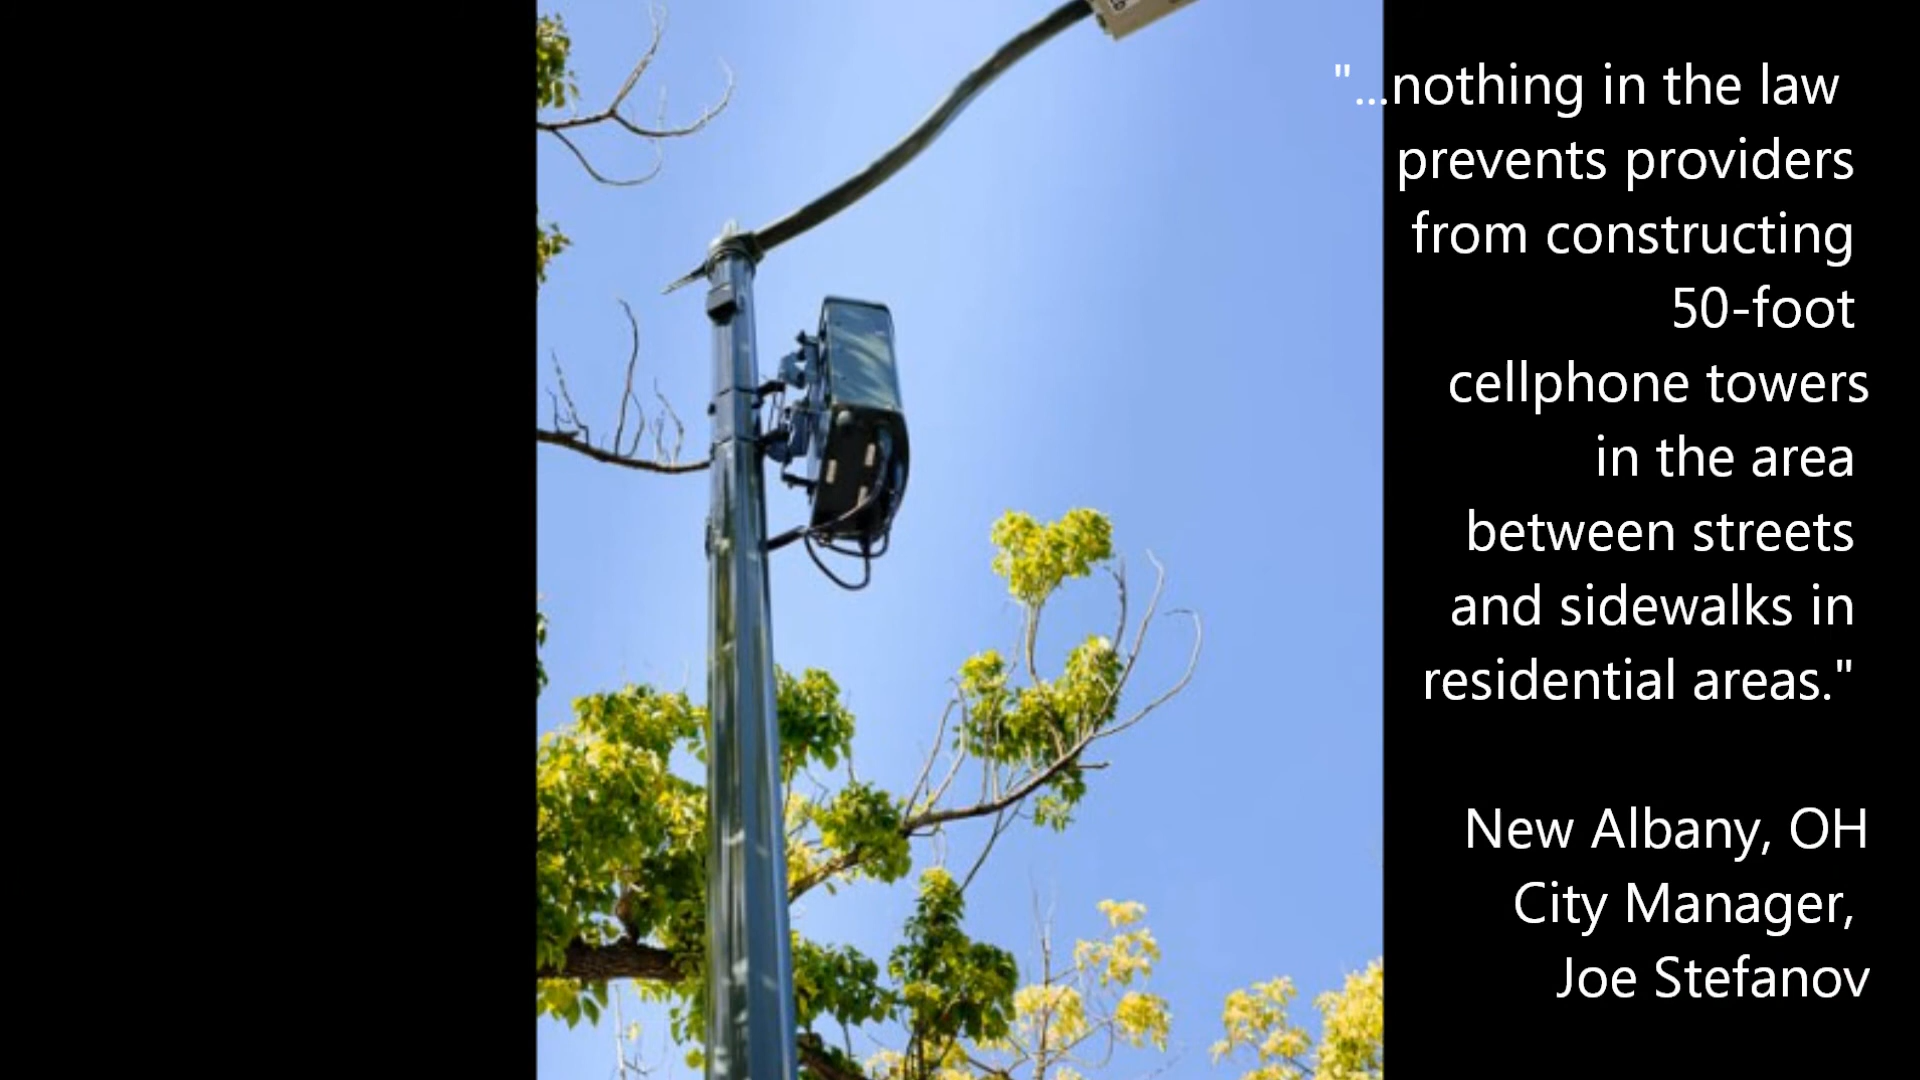 "...nothing in the law
prevents providers
from constructing
50-foot
cellphone towers
in the area
between streets
and sidewalks in
residential areas."
New Albany, OH
City Manager,
Joe Stefanov